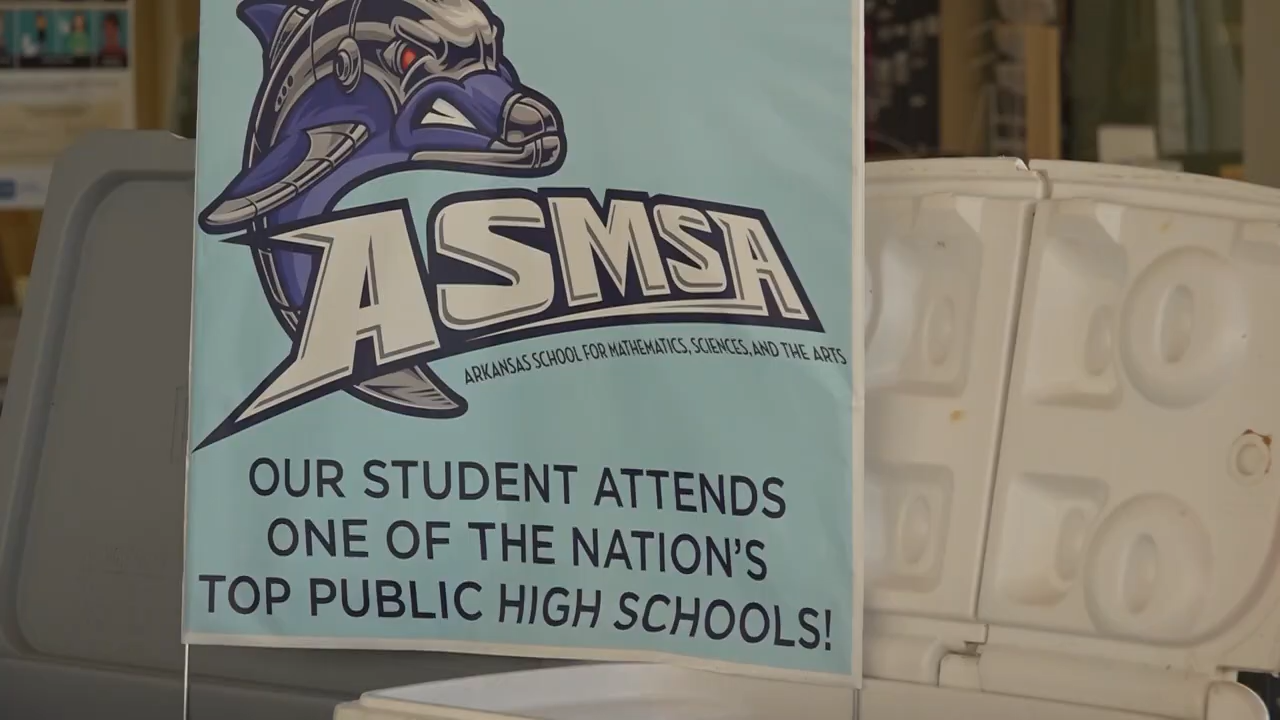 ASMSA
ARKANSAS SCHOOL FOR MATHEMATICS, SCIENCES, AND THE ARTS
OUR STUDENT ATTENDS
ONE OF THE NATION'S
TOP PUBLIC HIGH SCHOOLS!